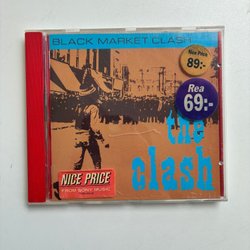 BLACK MARKET CLASH
Nice Price
89:-
Rea
69:-
the
clash
NICE PRICE
FROM SONY MUSIC